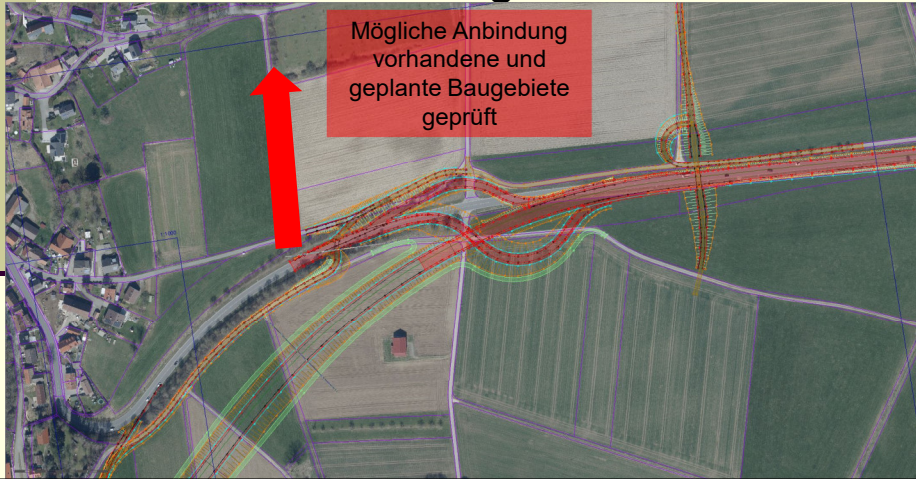 Mögliche Anbindung
vorhandene und
geplante Baugebiete
geprüft